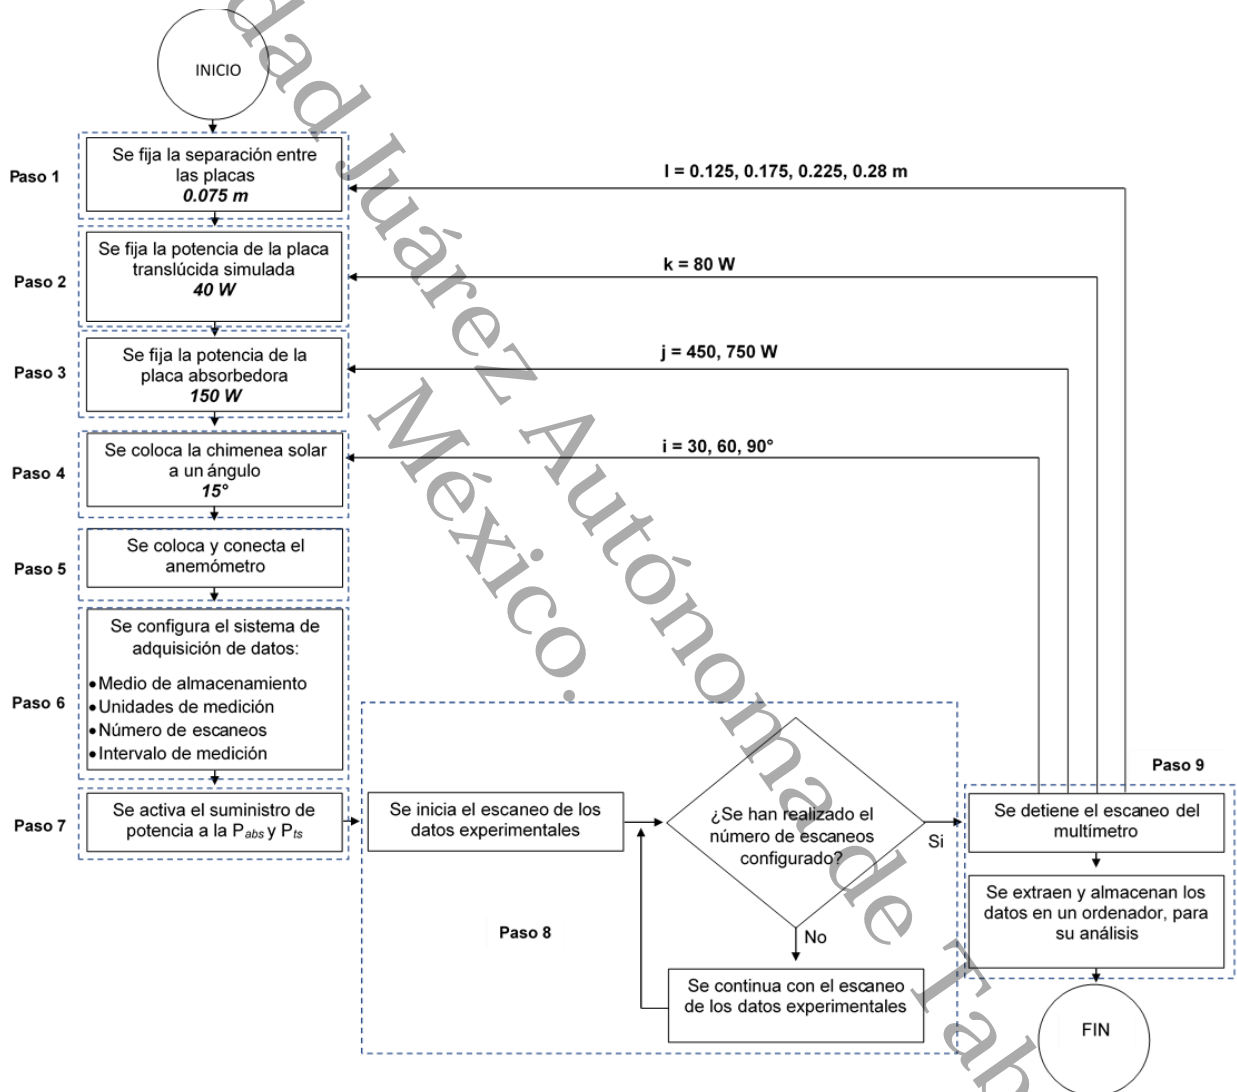 INICIO
Paso 1
Se fija la separación entre
las placas
0.075 m
l = 0.125, 0.175, 0.225, 0.28 m
Paso 2
Se fija la potencia de la placa
translúcida simulada
40 W
k = 80 W
Paso 3
Se fija la potencia de la
placa absorbedora
150 W
j = 450, 750 W
Paso 4
Se coloca la chimenea solar
a un ángulo
15°
i = 30, 60, 90°
Paso 5
Se coloca y conecta el
anemómetro
Paso 6
Se configura el sistema de
adquisición de datos:
•Medio de almacenamiento
•Unidades de medición
•Número de escaneos
•Intervalo de medición
Paso 7
Se activa el suministro de
potencia a la Pabs y Pts
Paso 8
Se inicia el escaneo de los
datos experimentales
¿Se han realizado el
número de escaneos
configurado?
Si
No
Se continua con el escaneo
de los datos experimentales
Paso 9
Se detiene el escaneo del
multímetro
Se extraen y almacenan los
datos en un ordenador, para
su análisis
FIN
dad Juárez Autónoma de Tab
México.